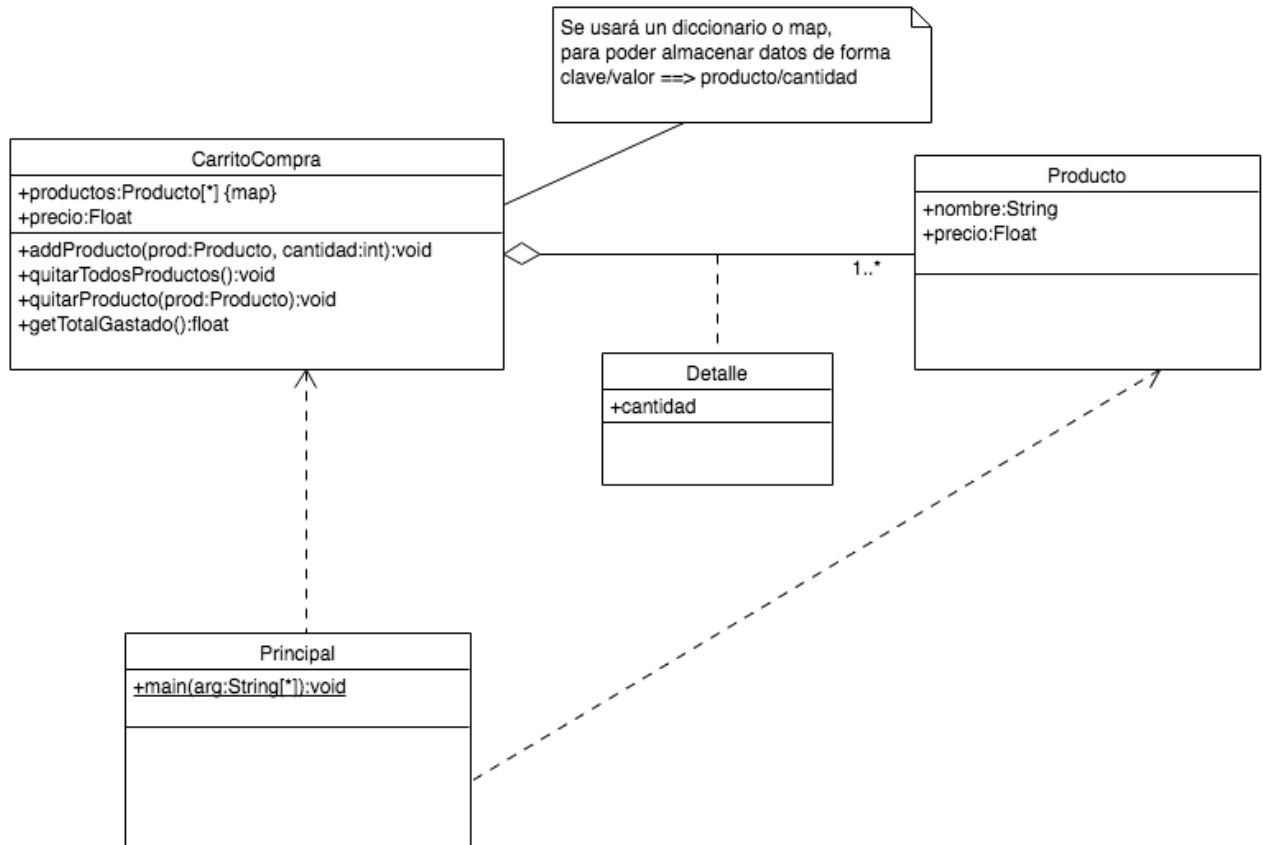 Se usará un diccionario o map,
para poder almacenar datos de forma
clave/valor ==> producto/cantidad
CarritoCompra
+productos:Producto[*] {map}
+precio:Float
+addProducto(prod:Producto, cantidad:int):void
+quitarTodosProductos():void
+quitarProducto(prod:Producto):void
+getTotalGastado():float
Producto
+nombre:String
+precio:Float
1..*
Detalle
+cantidad
Principal
+main(arg:String[*]):void